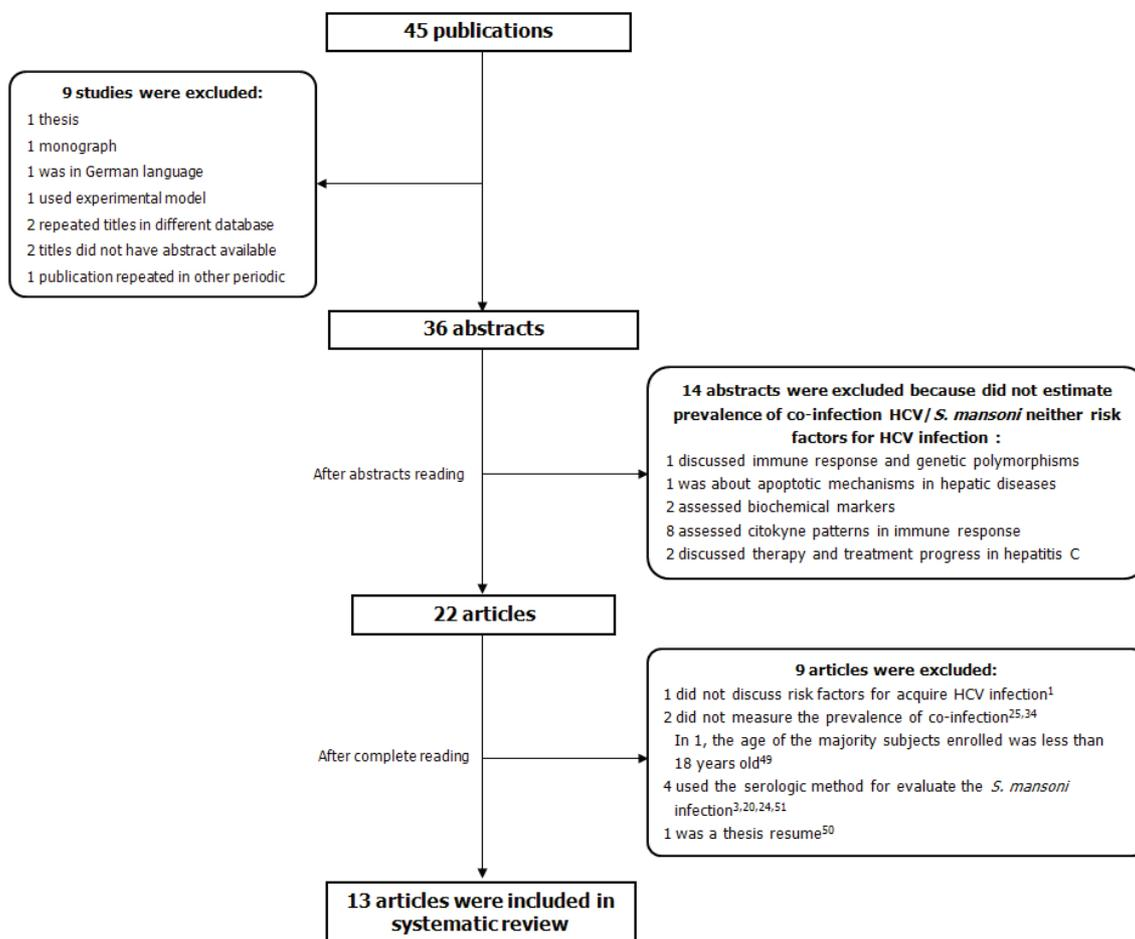 45 publications
9 studies were excluded:
1 thesis
1 monograph
1 was in German language
1 used experimental model
2 repeated titles in different database
2 titles did not have abstract available
1 publication repeated in other periodic
36 abstracts
After abstracts reading
14 abstracts were excluded because did not estimate
prevalence of co-infection HCV/S. mansoni neither risk
factors for HCV infection :
1 discussed immune response and genetic polymorphisms
1 was about apoptotic mechanisms in hepatic diseases
2 assessed biochemical markers
8 assessed citokyne patterns in immune response
2 discussed therapy and treatment progress in hepatitis C
22 articles
After complete reading
9 articles were excluded:
1 did not discuss risk factors for acquire HCV infection1
2 did not measure the prevalence of co-infection25,34
In 1, the age of the majority subjects enrolled was less than
18 years old49
4 used the serologic method for evaluate the S. mansoni
infection3,20,24,51
1 was a thesis resume50
13 articles were included in
systematic review